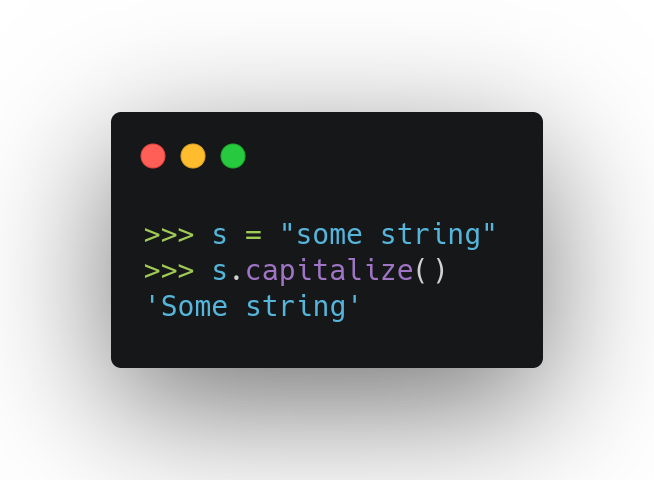 >>> s = "some string"
>>> s.capitalize()
'Some string'